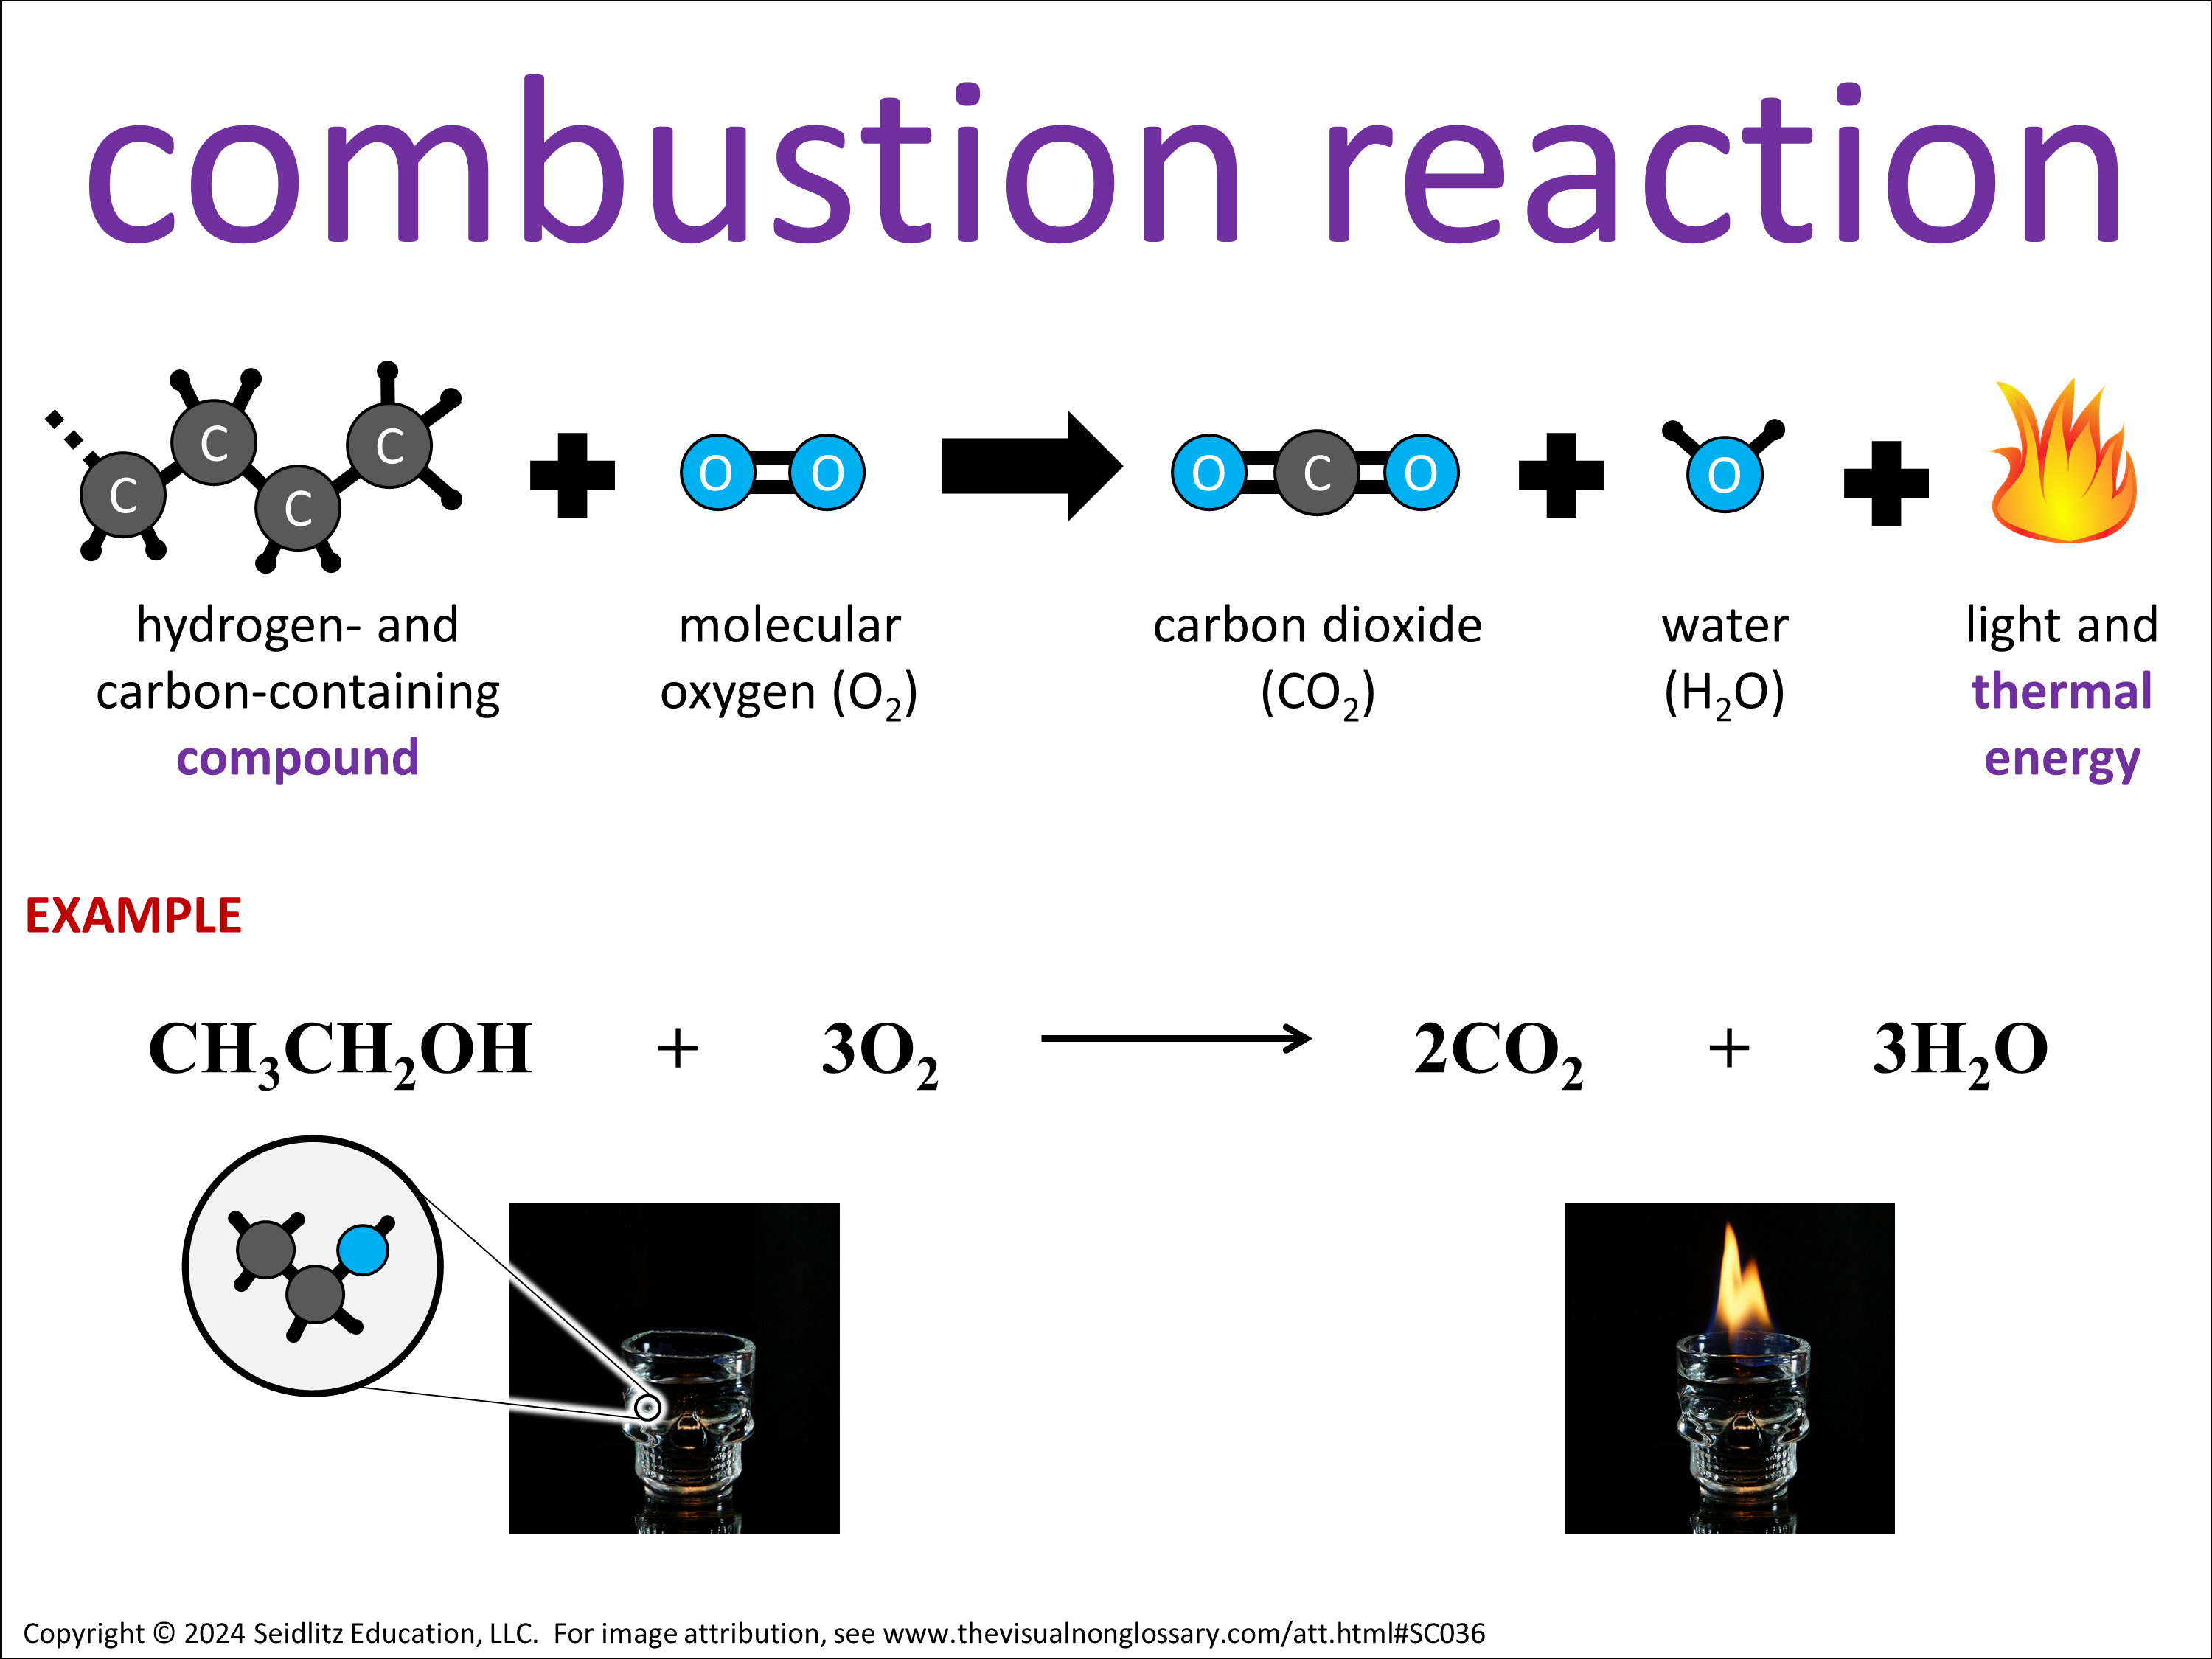 combustion reaction
C C C C O O O C O O
hydrogen- and molecular carbon dioxide water light and
carbon-containing oxygen (O₂) (CO₂) (H₂O) thermal
compound energy
EXAMPLE
CH₃CH₂OH + 3O₂ → 2CO₂ + 3H₂O
Copyright © 2024 Seidlitz Education, LLC. For image attribution, see www.thevisualnonglossary.com/att.html#SC036